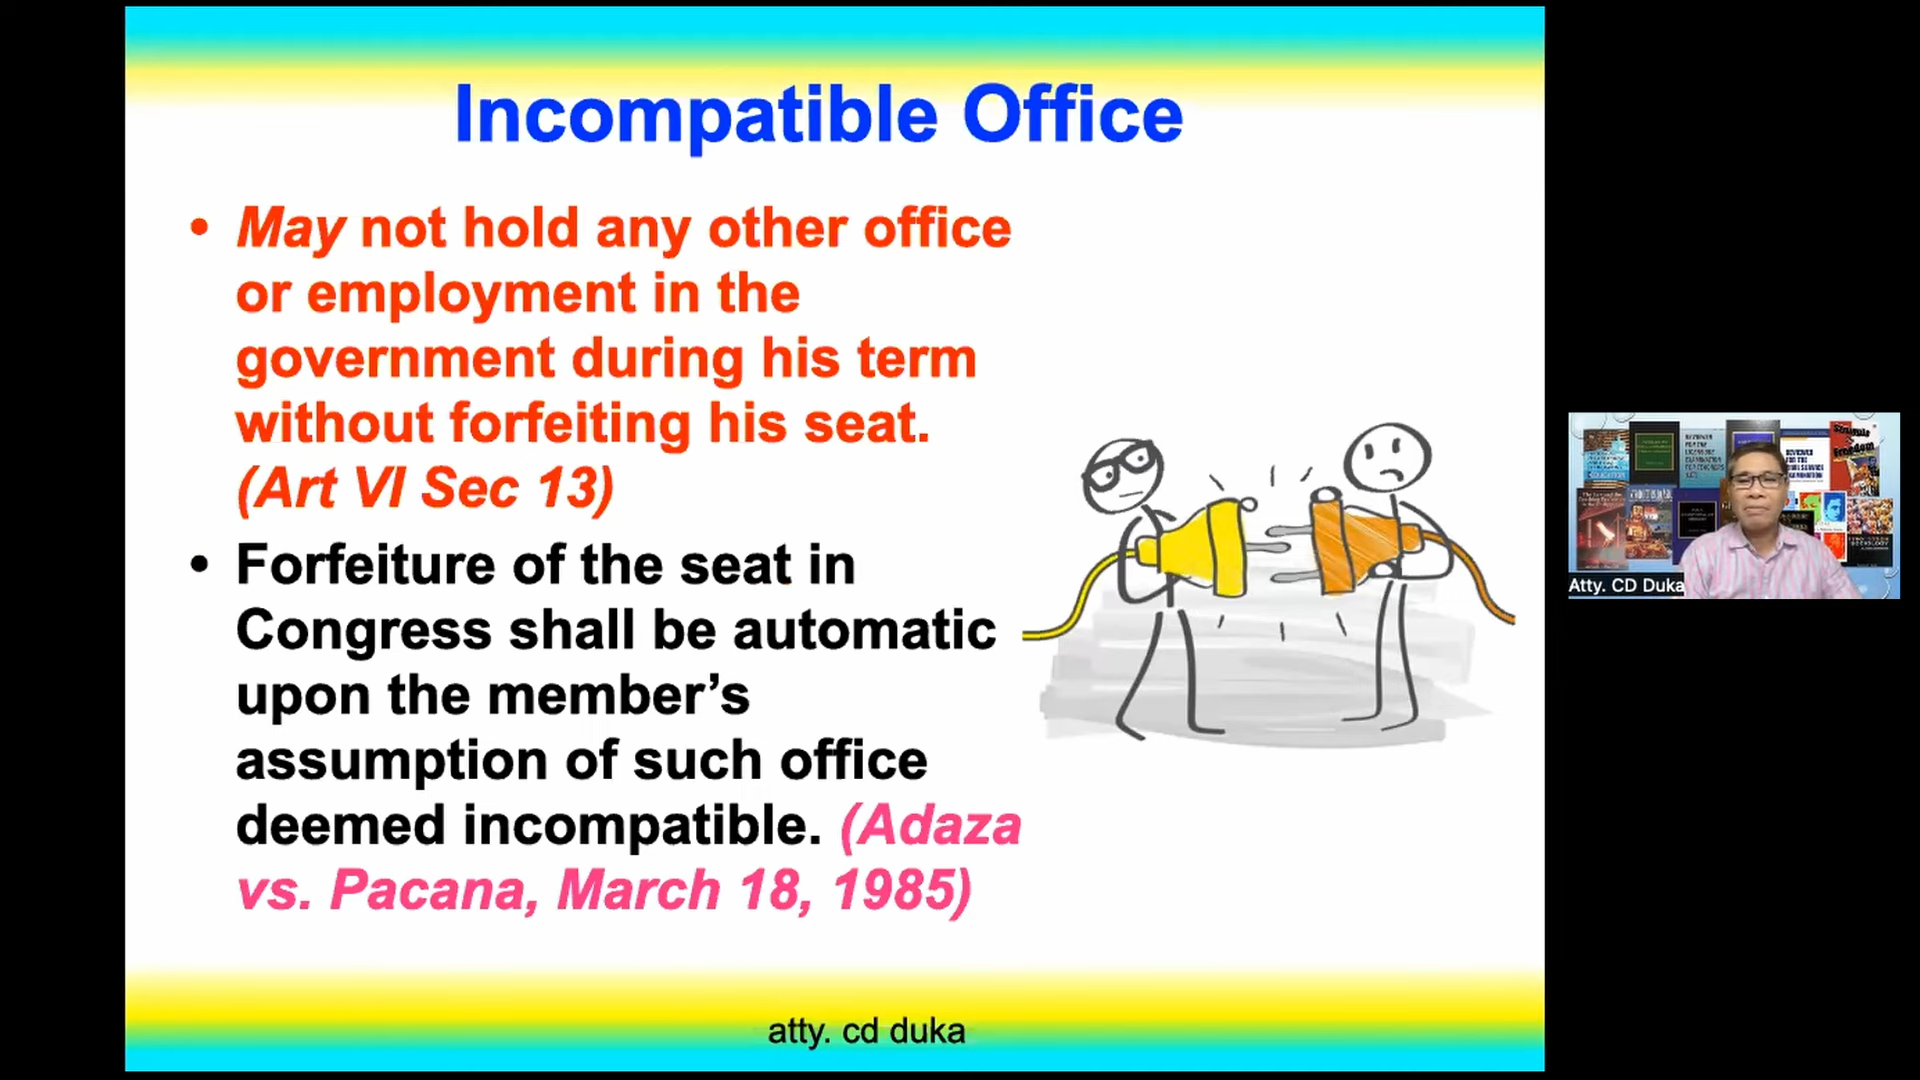 Incompatible Office
• May not hold any other office
or employment in the
government during his term
without forfeiting his seat.
(Art VI Sec 13)
• Forfeiture of the seat in
Congress shall be automatic
upon the member’s
assumption of such office
deemed incompatible. (Adaza
vs. Pacana, March 18, 1985)
atty. cd duka
Atty. CD Duka